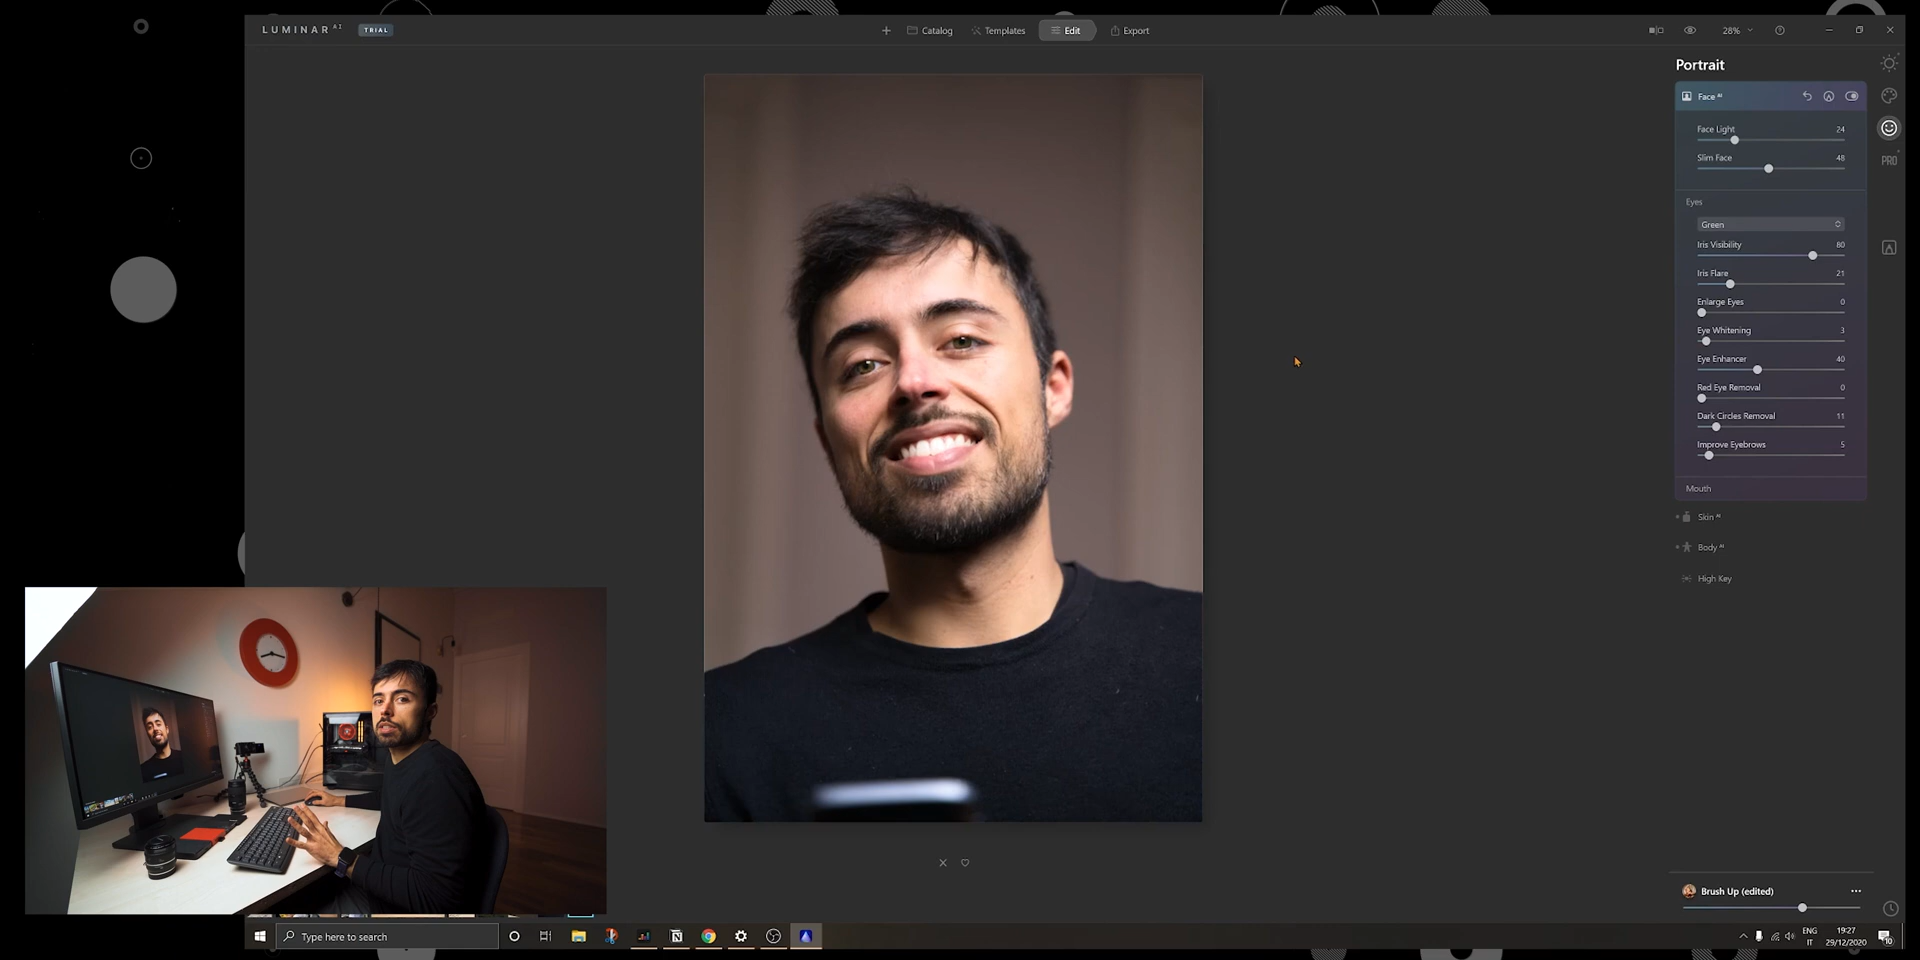 LUMINAR AI TRIAL
Catalog Templates Edit Export
28%
Portrait
Face AI
Face Light 24
Slim Face 48
Eyes
Green
Iris Visibility 80
Iris Flare 21
Enlarge Eyes 0
Eye Whitening 3
Eye Enhancer 40
Red Eye Removal 0
Dark Circles Removal 11
Improve Eyebrows 5
Mouth
Skin AI
Body AI
High Key
PRO
Brush Up (edited)
Type here to search
ENG
IT
19:27
29/12/2020
10